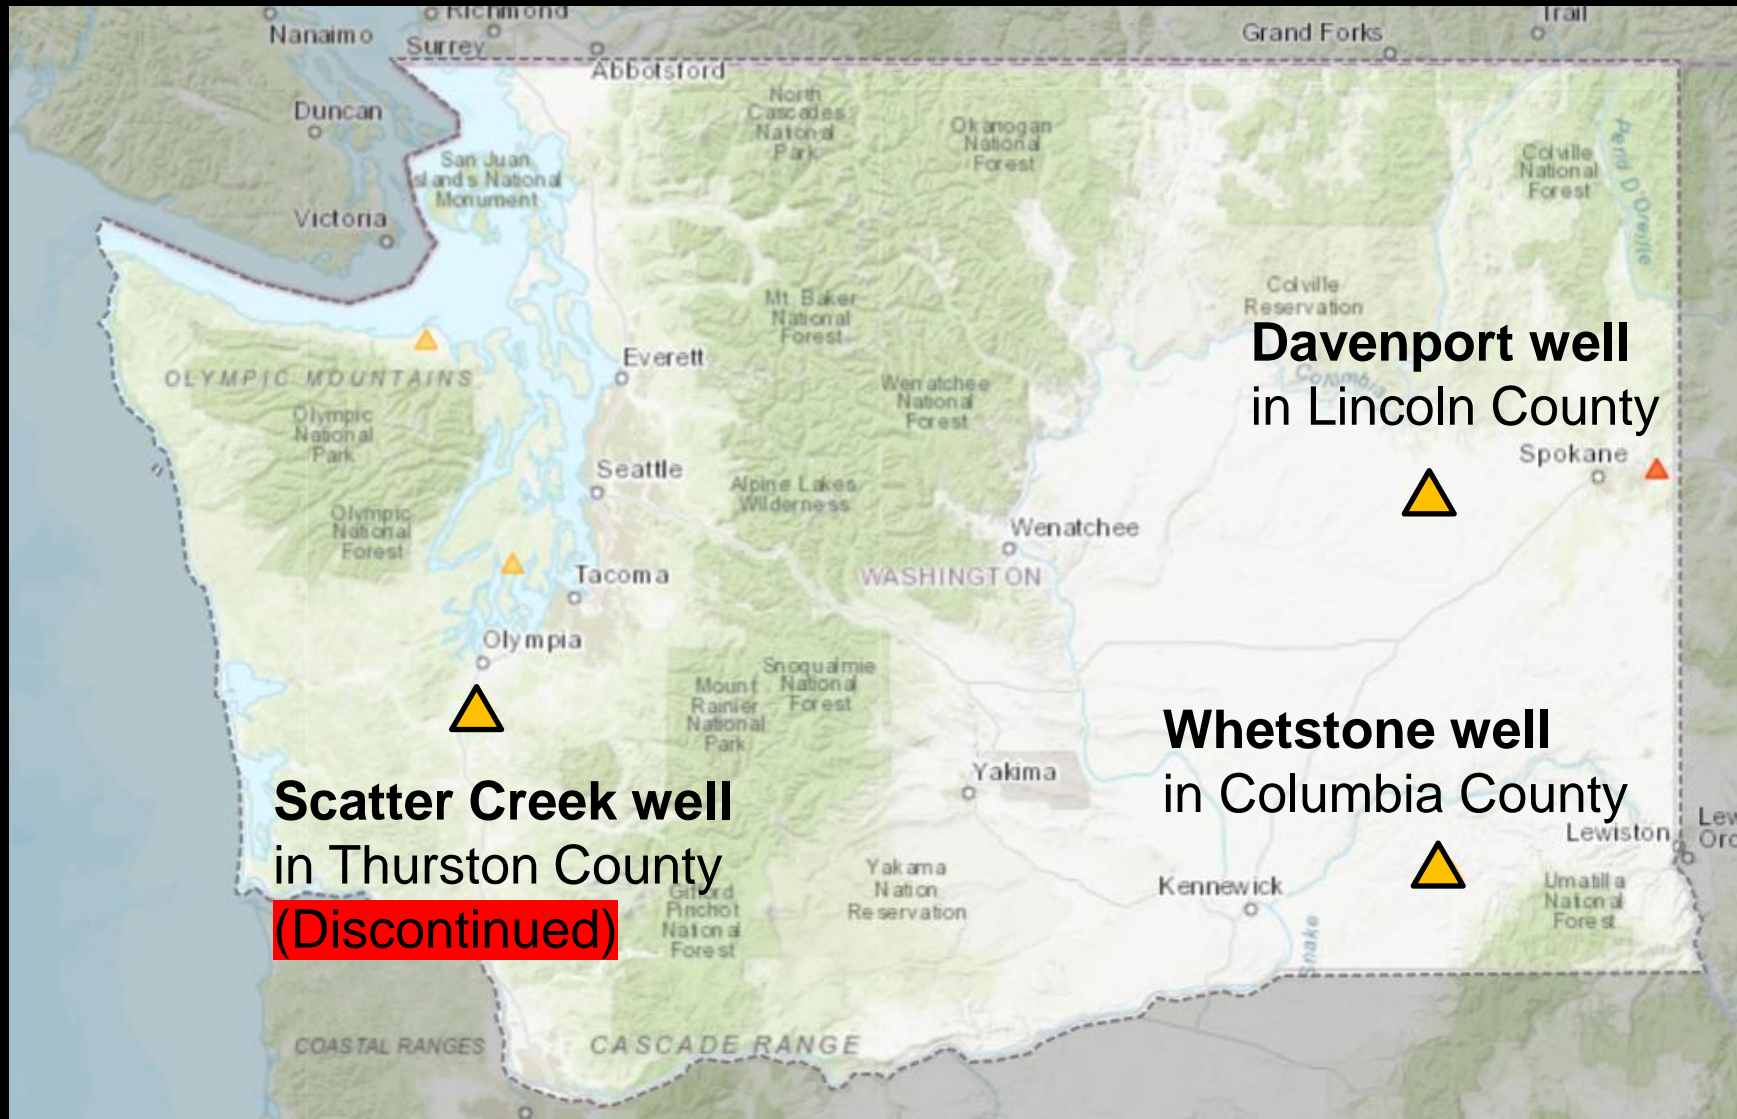 Richmond
Nanaimo
Surrey
Abbotsford
Grand Forks
Trail
Duncan
North
Cascades
National
Park
Okanogan
National
Forest
Colville
National
Forest
Pend D'Oreille
San Juan
Islands National
Monument
Victoria
Colville
Reservation
Mt. Baker
National
Forest
Davenport well
in Lincoln County
Columbia
Everett
OLYMPIC MOUNTAINS
Olympic
National
Park
Wenatchee
National
Forest
Spokane
Seattle
Alpine Lakes
Wilderness
Olympic
National
Forest
Wenatchee
Tacoma
WASHINGTON
Olympia
Mount
Rainier
National
Park
Snoqualmie
National
Forest
Whetstone well
in Columbia County
Yakima
Scatter Creek well
in Thurston County
(Discontinued)
Lewiston
Lew
Orc
Yakama
Nation
Reservation
Kennewick
Umatilla
National
Forest
Gifford
Pinchot
National
Forest
Snake
COASTAL RANGES
CASCADE RANGE